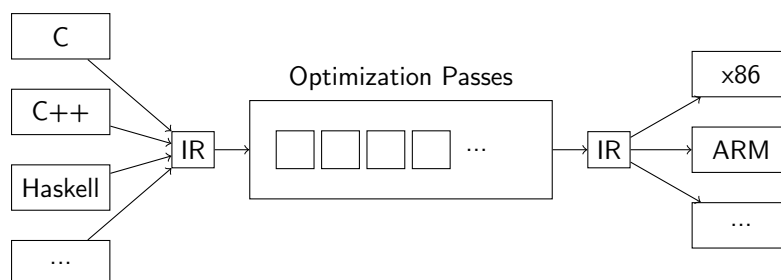 C
C++
Haskell
...
IR
Optimization Passes
...
IR
x86
ARM
...